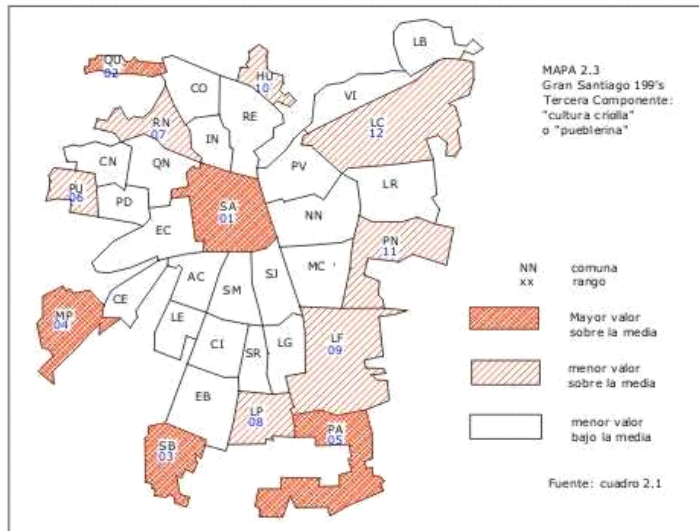 LB
QU
02
HU
10
CO
RE
VI
LC
12
RN
07
IN
CN
QN
PV
LR
PU
06
PD
SA
01
NN
EC
PN
11
AC
SM
SJ
MC '
CE
MP
04
LE
CI
SR
LG
LF
09
EB
LP
08
PA
05
SB
03
MAPA 2.3
Gran Santiago 199's
Tercera Componente:
"cultura criolla"
o "pueblerina"
NN comuna
xx rango
Mayor valor
sobre la media
menor valor
sobre la media
menor valor
bajo la media
Fuente: cuadro 2.1